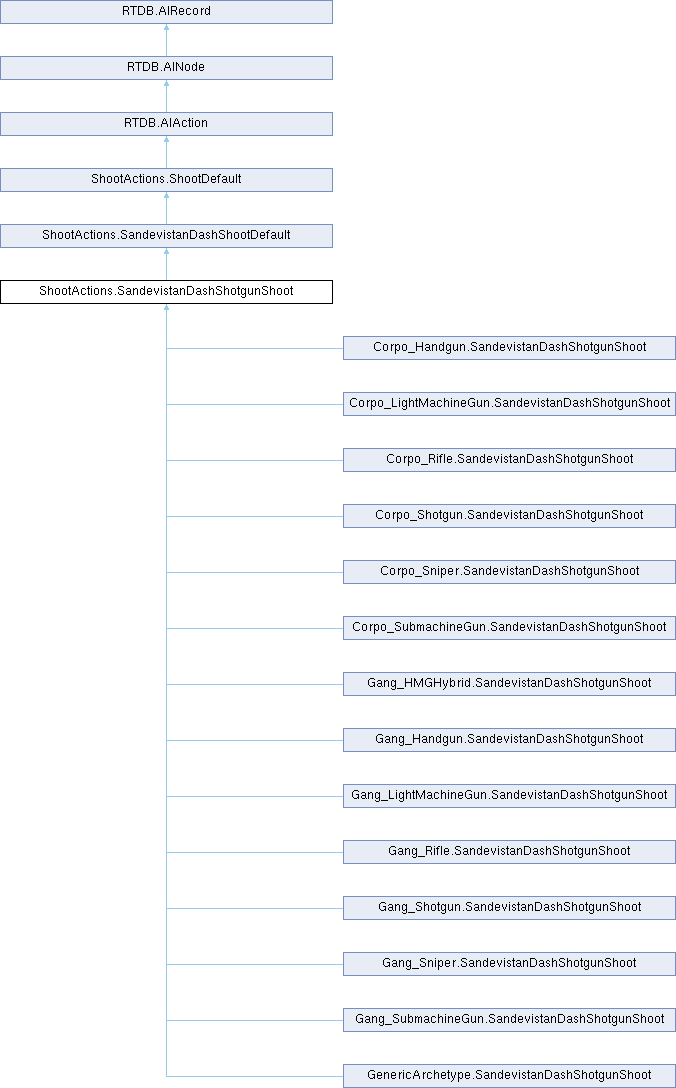 RTDB.AIRecord
RTDB.AINode
RTDB.AIAction
ShootActions.ShootDefault
ShootActions.SandevistanDashShootDefault
ShootActions.SandevistanDashShotgunShoot
Corpo_Handgun.SandevistanDashShotgunShoot
Corpo_LightMachineGun.SandevistanDashShotgunShoot
Corpo_Rifle.SandevistanDashShotgunShoot
Corpo_Shotgun.SandevistanDashShotgunShoot
Corpo_Sniper.SandevistanDashShotgunShoot
Corpo_SubmachineGun.SandevistanDashShotgunShoot
Gang_HMGHybrid.SandevistanDashShotgunShoot
Gang_Handgun.SandevistanDashShotgunShoot
Gang_LightMachineGun.SandevistanDashShotgunShoot
Gang_Rifle.SandevistanDashShotgunShoot
Gang_Shotgun.SandevistanDashShotgunShoot
Gang_Sniper.SandevistanDashShotgunShoot
Gang_SubmachineGun.SandevistanDashShotgunShoot
GenericArchetype.SandevistanDashShotgunShoot